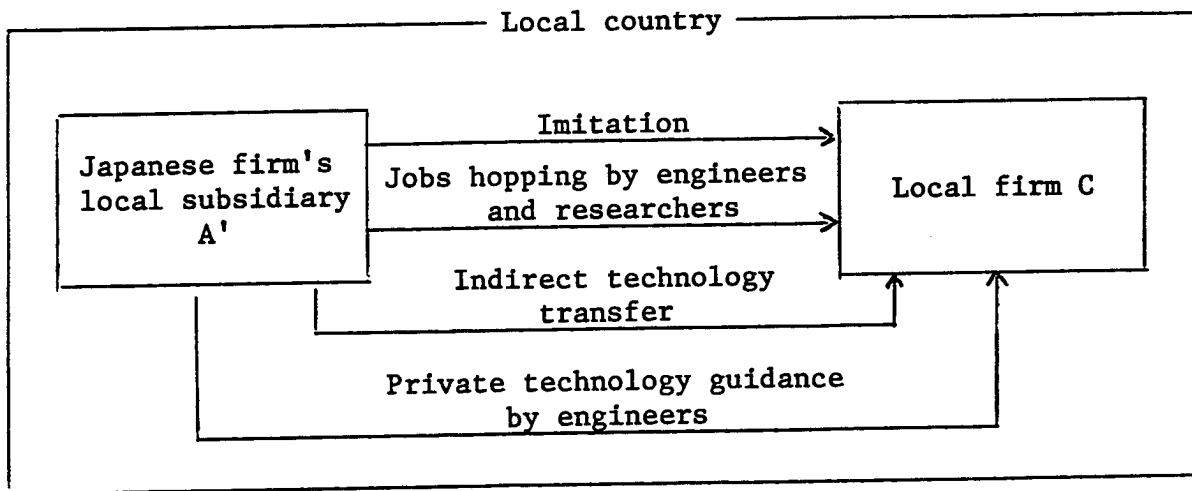 Local country
Japanese firm's
local subsidiary
A'
Imitation
Jobs hopping by engineers
and researchers
Local firm C
Indirect technology
transfer
Private technology guidance
by engineers